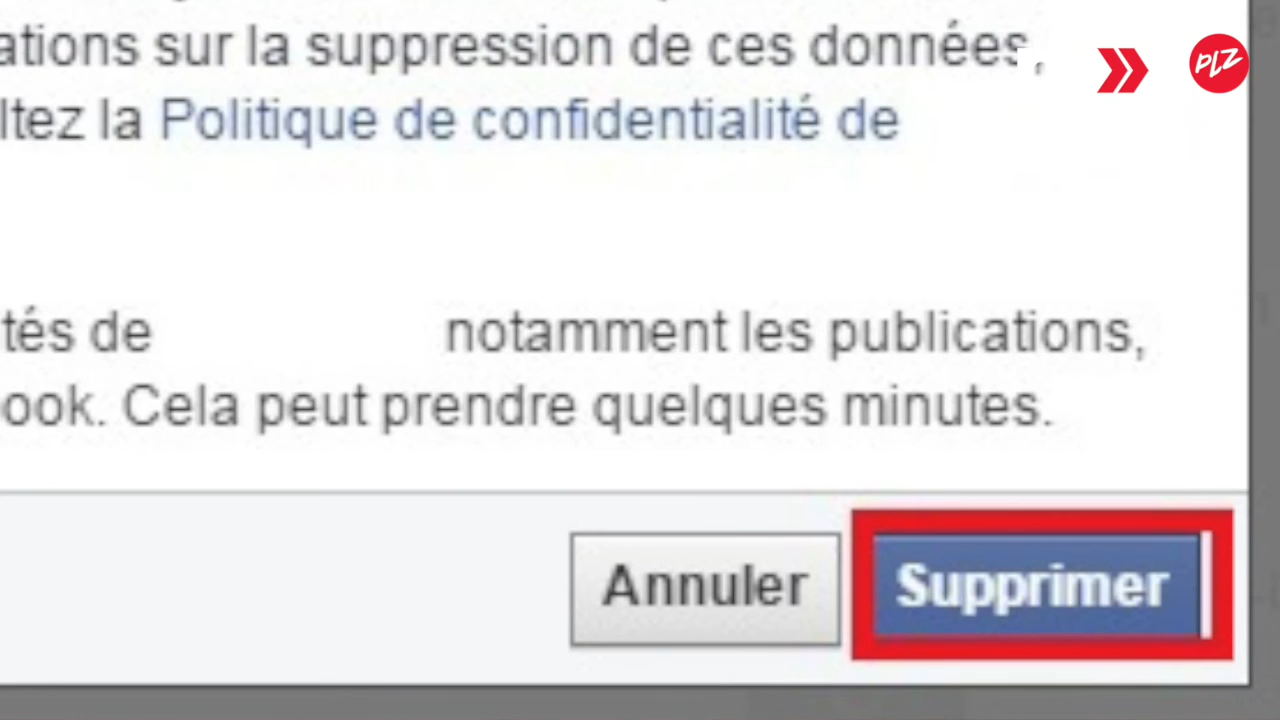 ations sur la suppression de ces données,
ltez la Politique de confidentialité de
tés de notamment les publications,
ook. Cela peut prendre quelques minutes.
Annuler Supprimer
PLZ